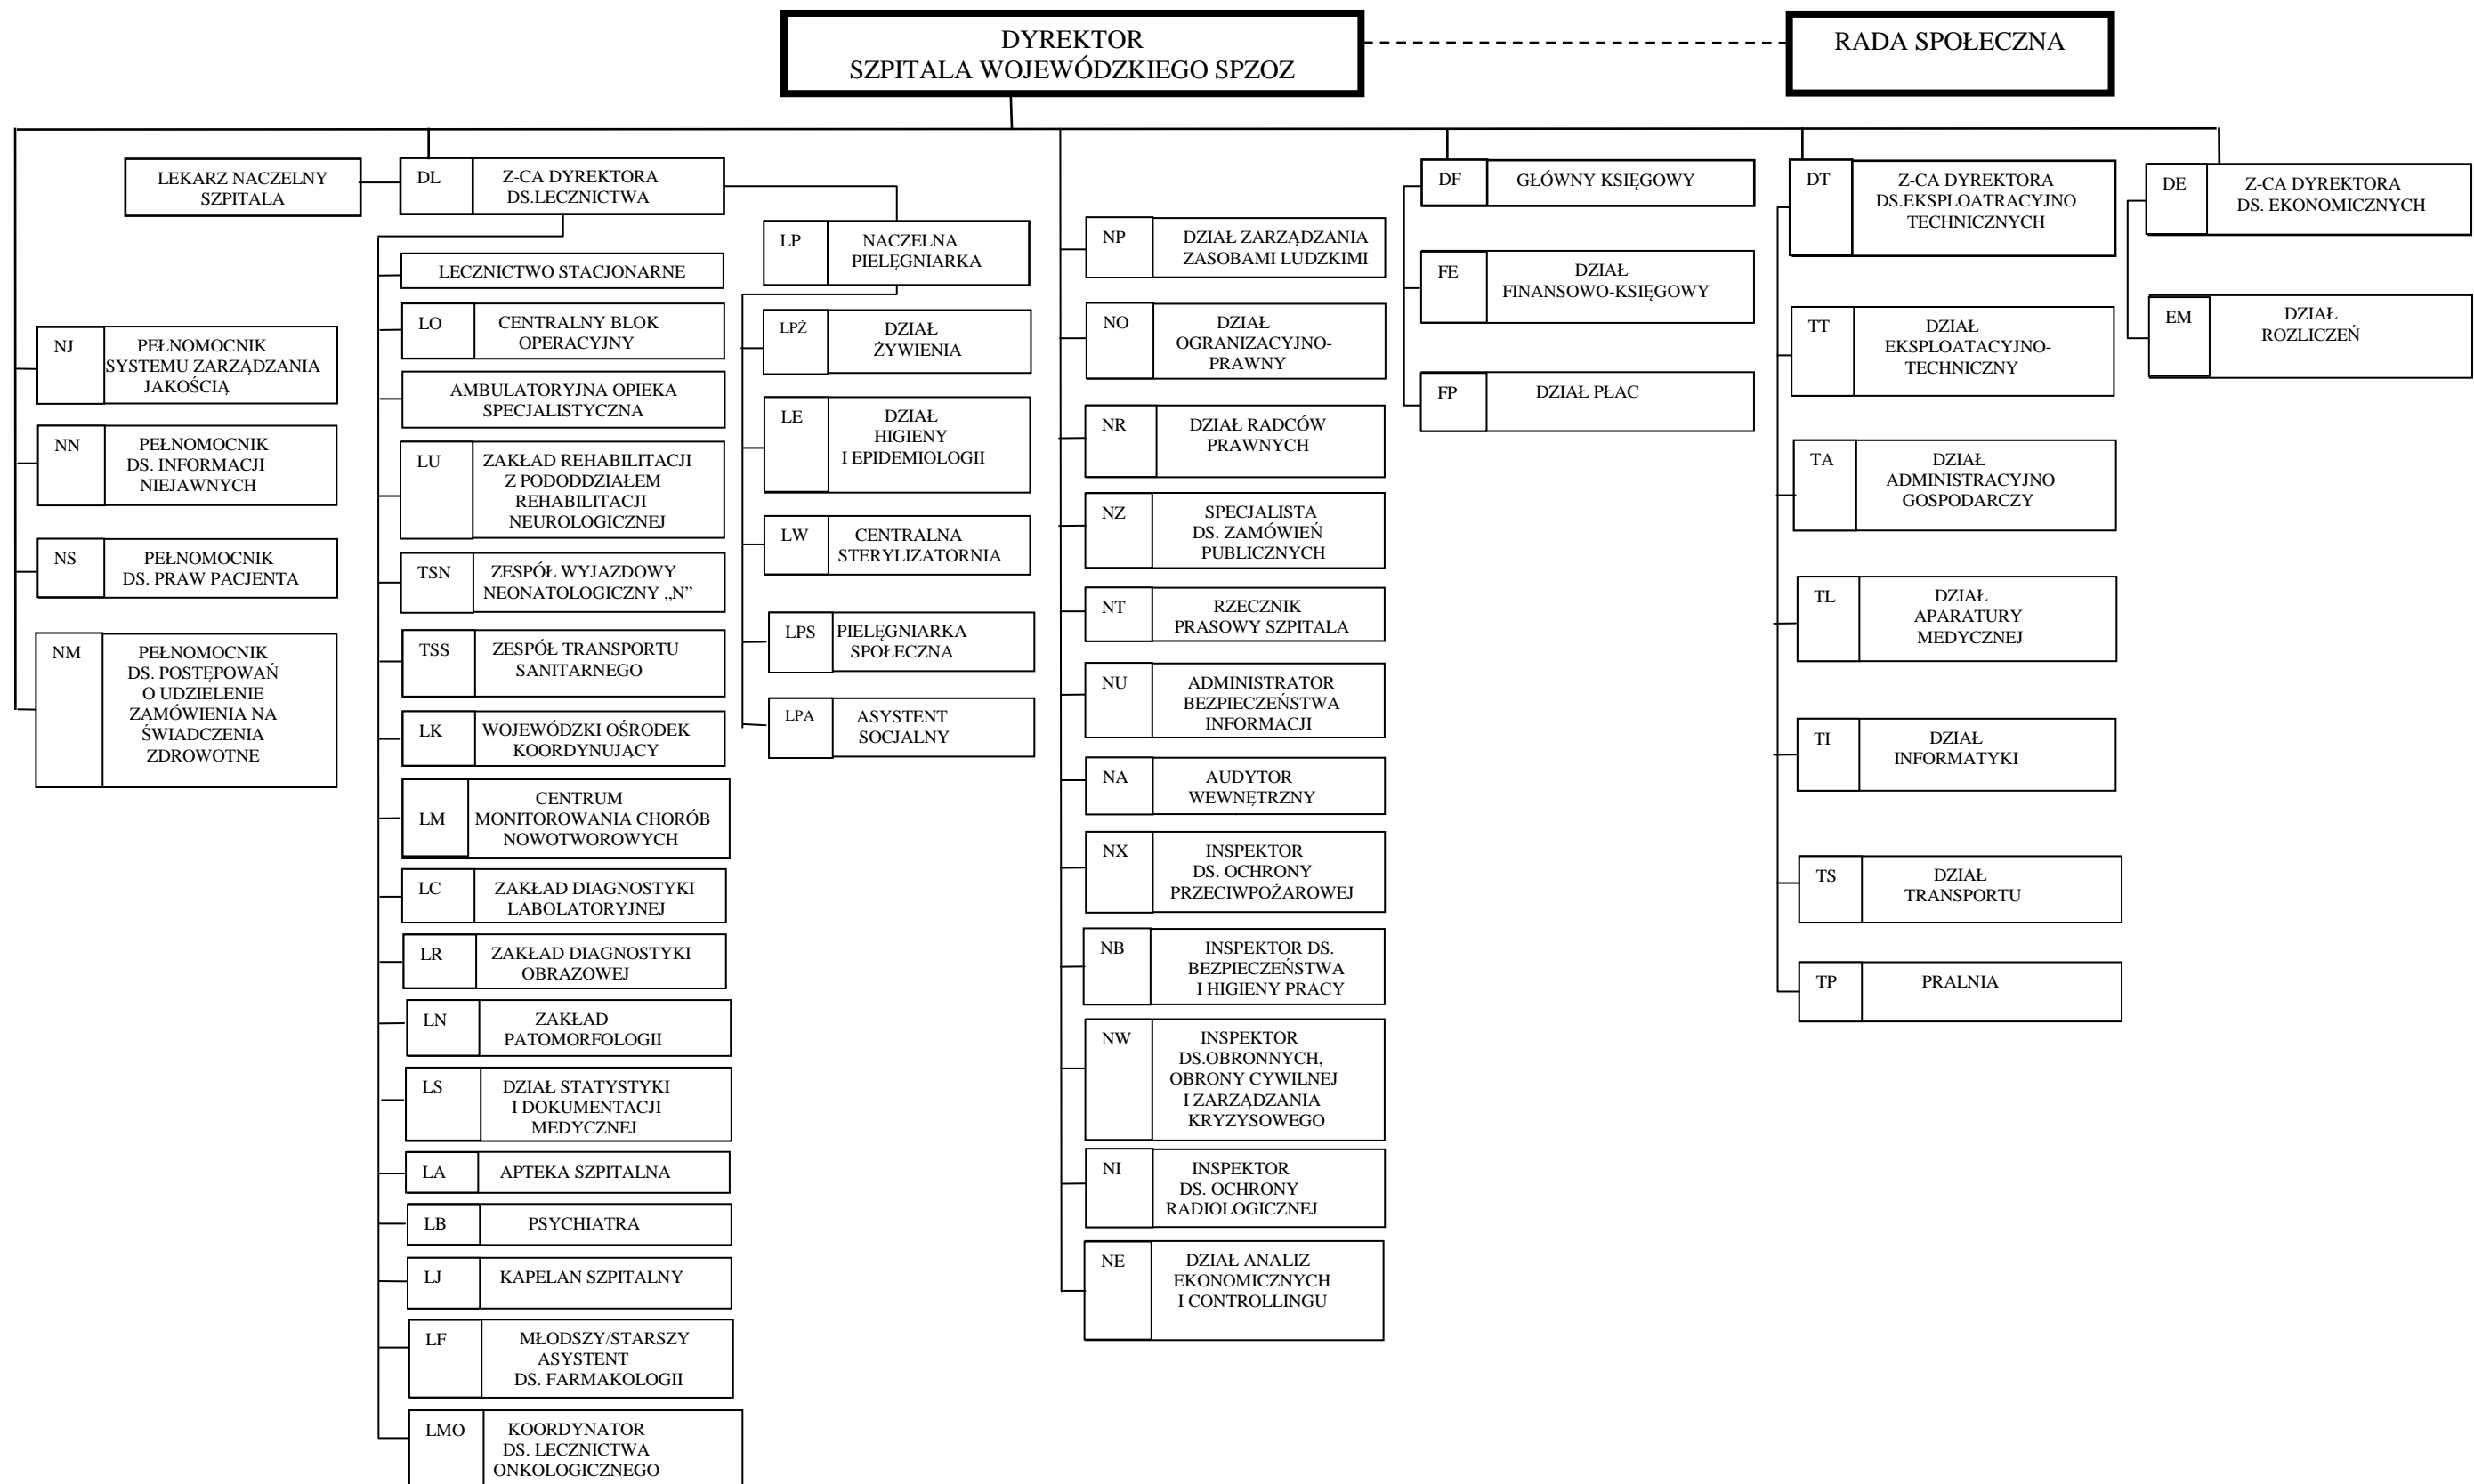 DYREKTOR
SZPITALA WOJEWÓDZKIEGO SPZOZ
RADA SPOŁECZNA
LEKARZ NACZELNY
SZPITALA
DL
Z-CA DYREKTORA
DS.LECZNICTWA
DF
GŁÓWNY KSIĘGOWY
DT
Z-CA DYREKTORA
DS.EKSPLOATRACYJNO
TECHNICZNYCH
DE
Z-CA DYREKTORA
DS. EKONOMICZNYCH
NJ
PEŁNOMOCNIK
SYSTEMU ZARZĄDZANIA
JAKOŚCIĄ
NN
PEŁNOMOCNIK
DS. INFORMACJI
NIEJAWNYCH
NS
PEŁNOMOCNIK
DS. PRAW PACJENTA
NM
PEŁNOMOCNIK
DS. POSTĘPOWAŃ
O UDZIELENIE
ZAMÓWIENIA NA
ŚWIADCZENIA
ZDROWOTNE
LECZNICTWO STACJONARNE
LO
CENTRALNY BLOK
OPERACYJNY
AMBULATORYJNA OPIEKA
SPECJALISTYCZNA
LU
ZAKŁAD REHABILITACJI
Z PODODDZIAŁEM
REHABILITACJI
NEUROLOGICZNEJ
TSN
ZESPÓŁ WYJAZDOWY
NEONATOLOGICZNY „N”
TSS
ZESPÓŁ TRANSPORTU
SANITARNEGO
LK
WOJEWÓDZKI OŚRODEK
KOORDYNUJĄCY
LM
CENTRUM
MONITOROWANIA CHORÓB
NOWOTWOROWYCH
LC
ZAKŁAD DIAGNOSTYKI
LABOLATORYJNEJ
LR
ZAKŁAD DIAGNOSTYKI
OBRAZOWEJ
LN
ZAKŁAD
PATOMORFOLOGII
LS
DZIAŁ STATYSTYKI
I DOKUMENTACJI
MEDYCZNEJ
LA
APTEKA SZPITALNA
LB
PSYCHIATRA
LJ
KAPELAN SZPITALNY
LF
MŁODSZY/STARSZY
ASYSTENT
DS. FARMAKOLOGII
LMO
KOORDYNATOR
DS. LECZNICTWA
ONKOLOGICZNEGO
LP
NACZELNA
PIELĘGNIARKA
LPŻ
DZIAŁ
ŻYWIENIA
LE
DZIAŁ
HIGIENY
I EPIDEMIOLOGII
LW
CENTRALNA
STERYLIZATORNIA
LPS
PIELĘGNIARKA
SPOŁECZNA
LPA
ASYSTENT
SOCJALNY
NP
DZIAŁ ZARZĄDZANIA
ZASOBAMI LUDZKIMI
NO
DZIAŁ
OGRANIZACYJNO-
PRAWNY
NR
DZIAŁ RADCÓW
PRAWNYCH
NZ
SPECJALISTA
DS. ZAMÓWIEŃ
PUBLICZNYCH
NT
RZECZNIK
PRASOWY SZPITALA
NU
ADMINISTRATOR
BEZPIECZEŃSTWA
INFORMACJI
NA
AUDYTOR
WEWNĘTRZNY
NX
INSPEKTOR
DS. OCHRONY
PRZECIWPOŻAROWEJ
NB
INSPEKTOR DS.
BEZPIECZEŃSTWA
I HIGIENY PRACY
NW
INSPEKTOR
DS.OBRONNYCH,
OBRONY CYWILNEJ
I ZARZĄDZANIA
KRYZYSOWEGO
NI
INSPEKTOR
DS. OCHRONY
RADIOLOGICZNEJ
NE
DZIAŁ ANALIZ
EKONOMICZNYCH
I CONTROLLINGU
FE
DZIAŁ
FINANSOWO-KSIĘGOWY
FP
DZIAŁ PŁAC
TT
DZIAŁ
EKSPLOATACYJNO-
TECHNICZNY
TA
DZIAŁ
ADMINISTRACYJNO
GOSPODARCZY
TL
DZIAŁ
APARATURY
MEDYCZNEJ
TI
DZIAŁ
INFORMATYKI
TS
DZIAŁ
TRANSPORTU
TP
PRALNIA
EM
DZIAŁ
ROZLICZEŃ